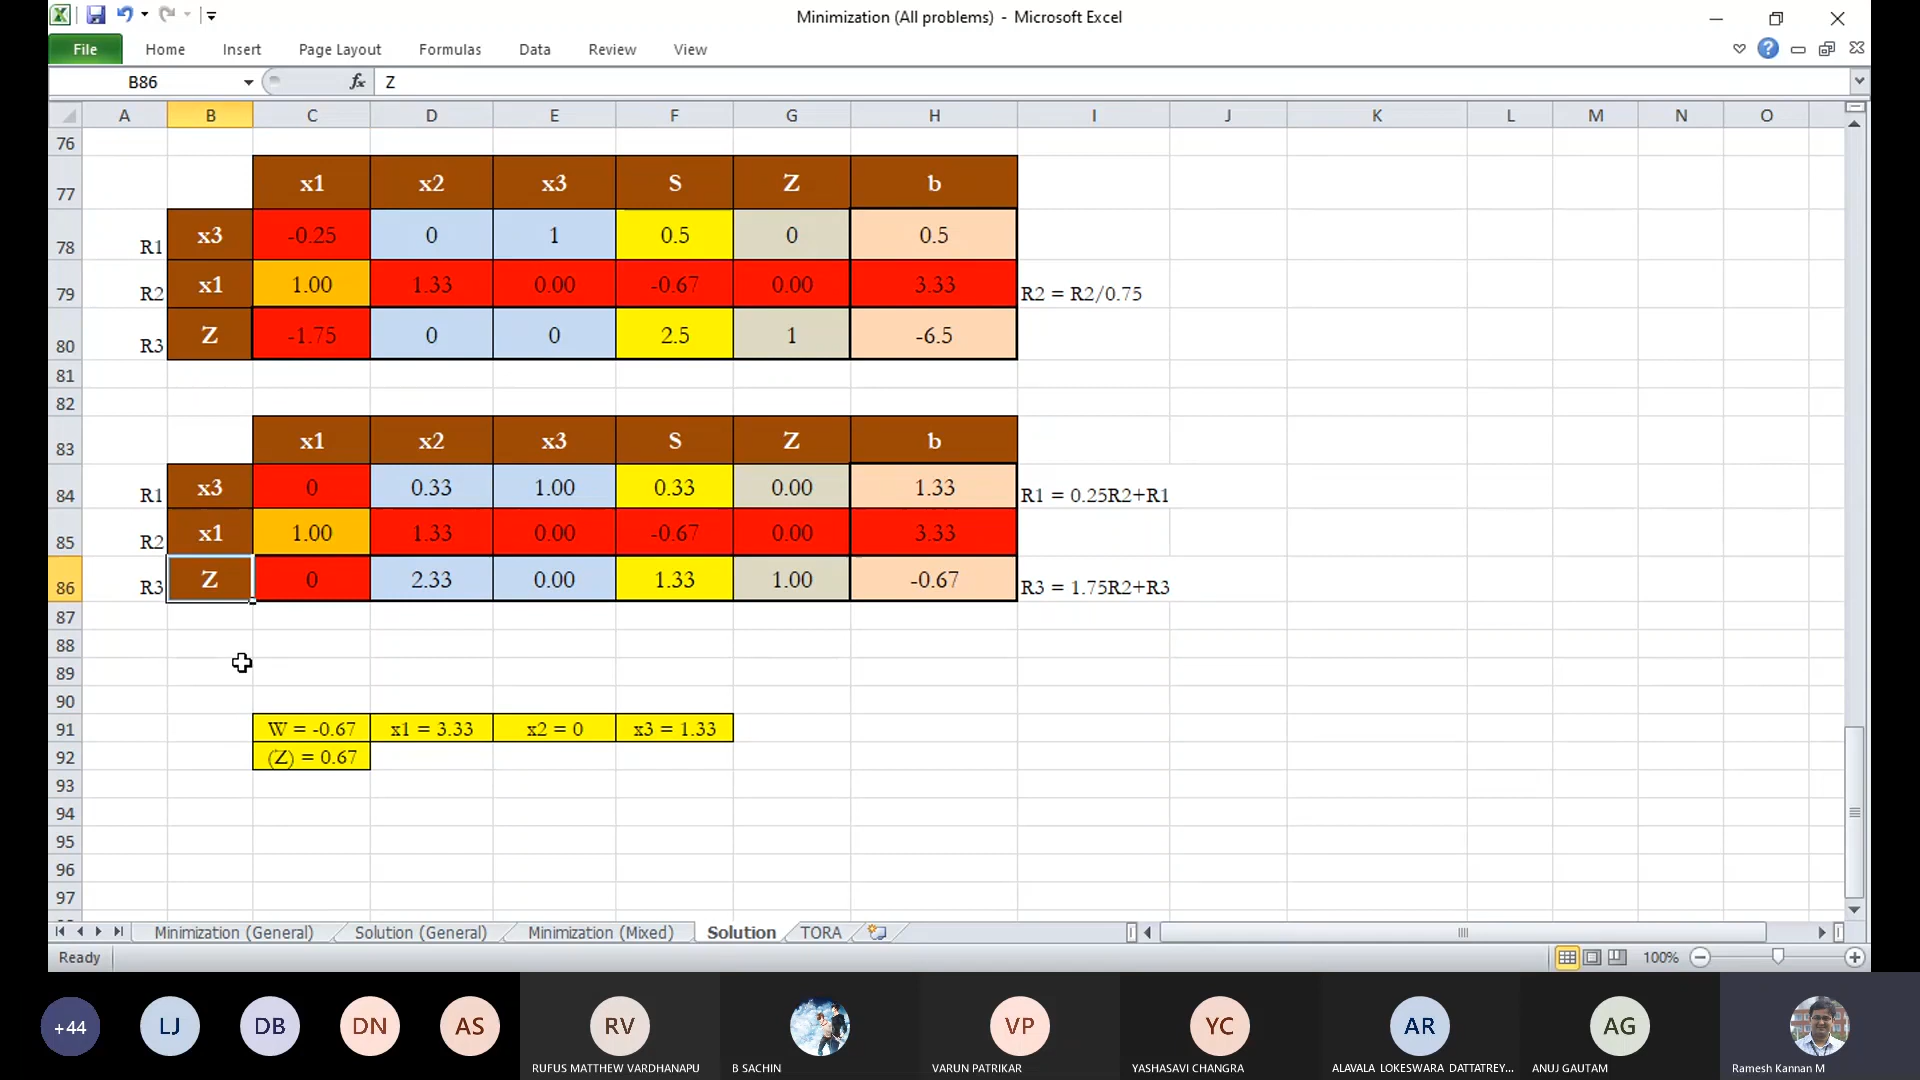 Minimization (All problems) - Microsoft Excel
File Home Insert Page Layout Formulas Data Review View
B86 fx Z
A B C D E F G H I J K L M N O
76
77 x1 x2 x3 S Z b
78 R1 x3 -0.25 0 1 0.5 0 0.5
79 R2 x1 1.00 1.33 0.00 -0.67 0.00 3.33 R2 = R2/0.75
80 R3 Z -1.75 0 0 2.5 1 -6.5
81
82
83 x1 x2 x3 S Z b
84 R1 x3 0 0.33 1.00 0.33 0.00 1.33 R1 = 0.25R2+R1
85 R2 x1 1.00 1.33 0.00 -0.67 0.00 3.33
86 R3 Z 0 2.33 0.00 1.33 1.00 -0.67 R3 = 1.75R2+R3
87
88
89
90
91 W = -0.67 x1 = 3.33 x2 = 0 x3 = 1.33
92 (Z) = 0.67
93
94
95
96
97
Minimization (General) Solution (General) Minimization (Mixed) Solution TORA
Ready 100%
+44 LJ DB DN AS RV VP YC AR AG
RUFUS MATTHEW VARDHANAPU B SACHIN VARUN PATRIKAR YASHASAVI CHANGRA ALAVALA LOKESWARA DATTATREY... ANUJ GAUTAM Ramesh Kannan M